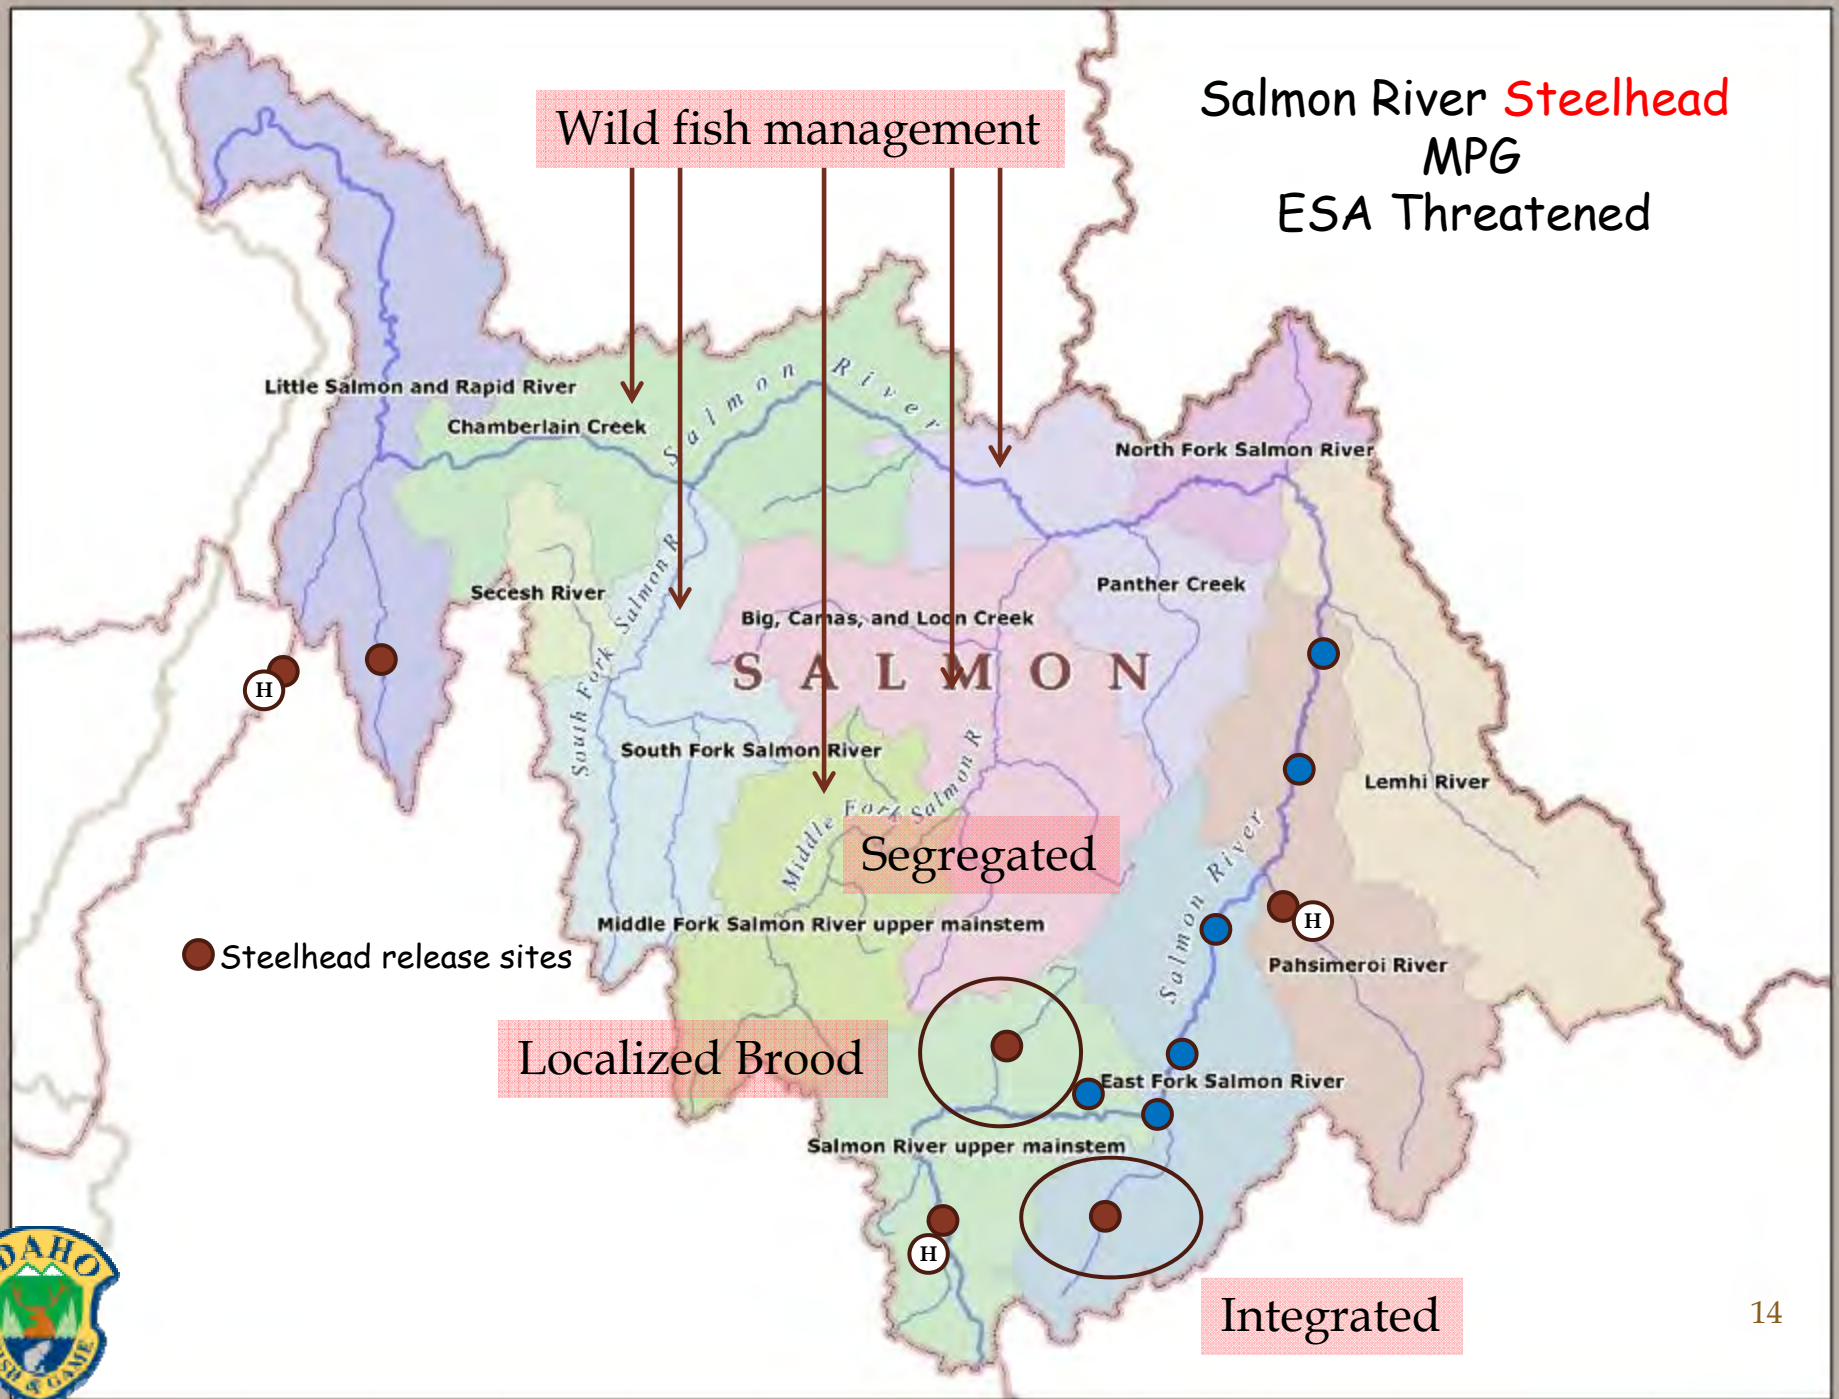 Salmon River Steelhead
MPG
ESA Threatened
Wild fish management
Salmon River
Little Salmon and Rapid River
Chamberlain Creek
North Fork Salmon River
Secesh River
South Fork Salmon R
Big, Camas, and Loon Creek
Panther Creek
SALMON
South Fork Salmon River
Middle Fork Salmon R
Lemhi River
Segregated
Salmon River
Middle Fork Salmon River upper mainstem
H
H
Steelhead release sites
Pahsimeroi River
Localized Brood
East Fork Salmon River
Salmon River upper mainstem
H
Integrated
14
IDAHO
FISH & GAME